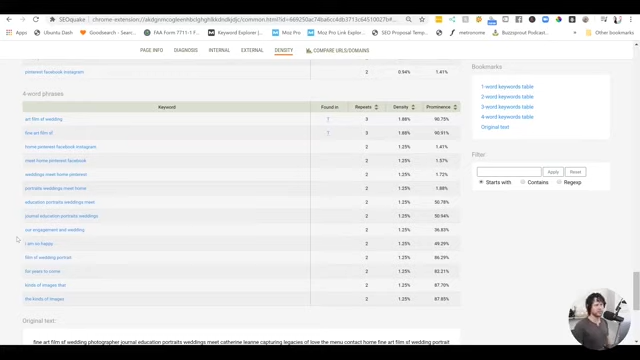 SEOquake
SEOquake | chrome-extension://akdgnmcogleenhbclghghlkkdndkjdjc/common.html?id=669250ac74ba6cc4db3713c64510027b
Ubuntu Dash Goodsearch - Search FAA Form 7711-1 Keyword Explorer | Moz Pro Moz Pro Link Explorer SEO Proposal Template metronome Buzzsprout Podcast Other bookmarks
PAGE INFO DIAGNOSIS INTERNAL EXTERNAL DENSITY COMPARE URLS/DOMAINS
pinterest facebook instagram 2 0.94% 1.41%
4-word phrases
Keyword Found in Repeats Density Prominence
art film of wedding T 3 1.88% 90.75%
fine art film of T 3 1.88% 90.91%
home pinterest facebook instagram 2 1.25% 1.41%
meet home pinterest facebook 2 1.25% 1.57%
weddings meet home pinterest 2 1.25% 1.72%
portraits weddings meet home 2 1.25% 1.88%
education portraits weddings meet 2 1.25% 50.78%
journal education portraits weddings 2 1.25% 50.94%
our engagement and wedding 2 1.25% 36.83%
i am so happy 2 1.25% 49.29%
film of wedding portrait 2 1.25% 86.29%
for years to come 2 1.25% 82.21%
kinds of images that 2 1.25% 87.70%
the kinds of images 2 1.25% 87.85%
Original text:
fine art film of wedding photographer journal education portraits weddings meet catherine leanne capturing legacies of love the menu contact home fine art film of wedding portrait
Bookmarks
1-word keywords table
2-word keywords table
3-word keywords table
4-word keywords table
Original text
Filter
Apply Reset
Starts with Contains Regexp